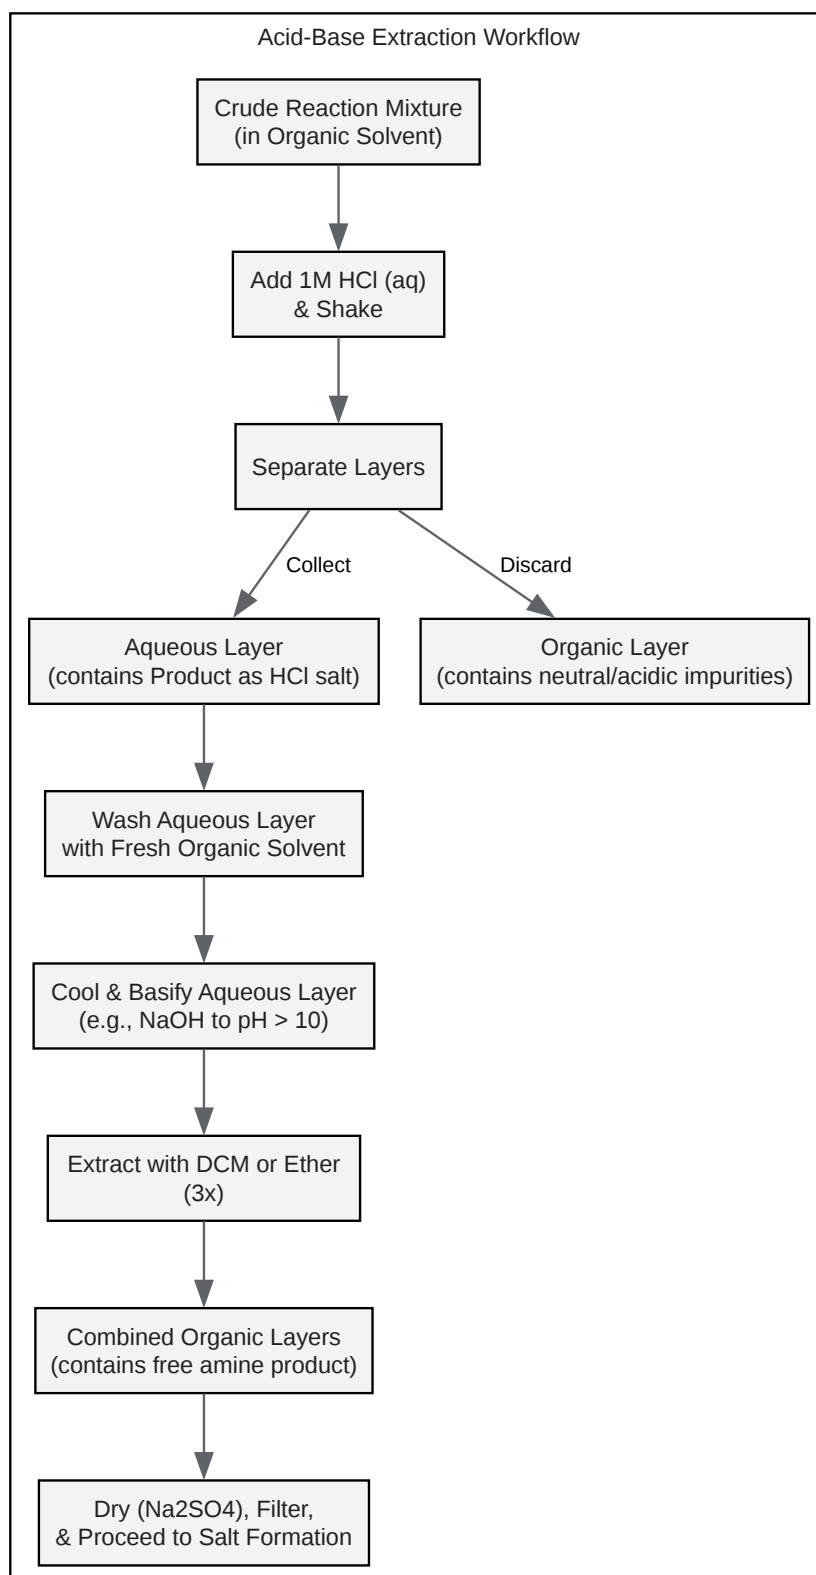 Acid-Base Extraction Workflow
Crude Reaction Mixture
(in Organic Solvent)
Add 1M HCl (aq)
& Shake
Separate Layers
Collect
Discard
Aqueous Layer
(contains Product as HCl salt)
Organic Layer
(contains neutral/acidic impurities)
Wash Aqueous Layer
with Fresh Organic Solvent
Cool & Basify Aqueous Layer
(e.g., NaOH to pH > 10)
Extract with DCM or Ether
(3x)
Combined Organic Layers
(contains free amine product)
Dry (Na2SO4), Filter,
& Proceed to Salt Formation